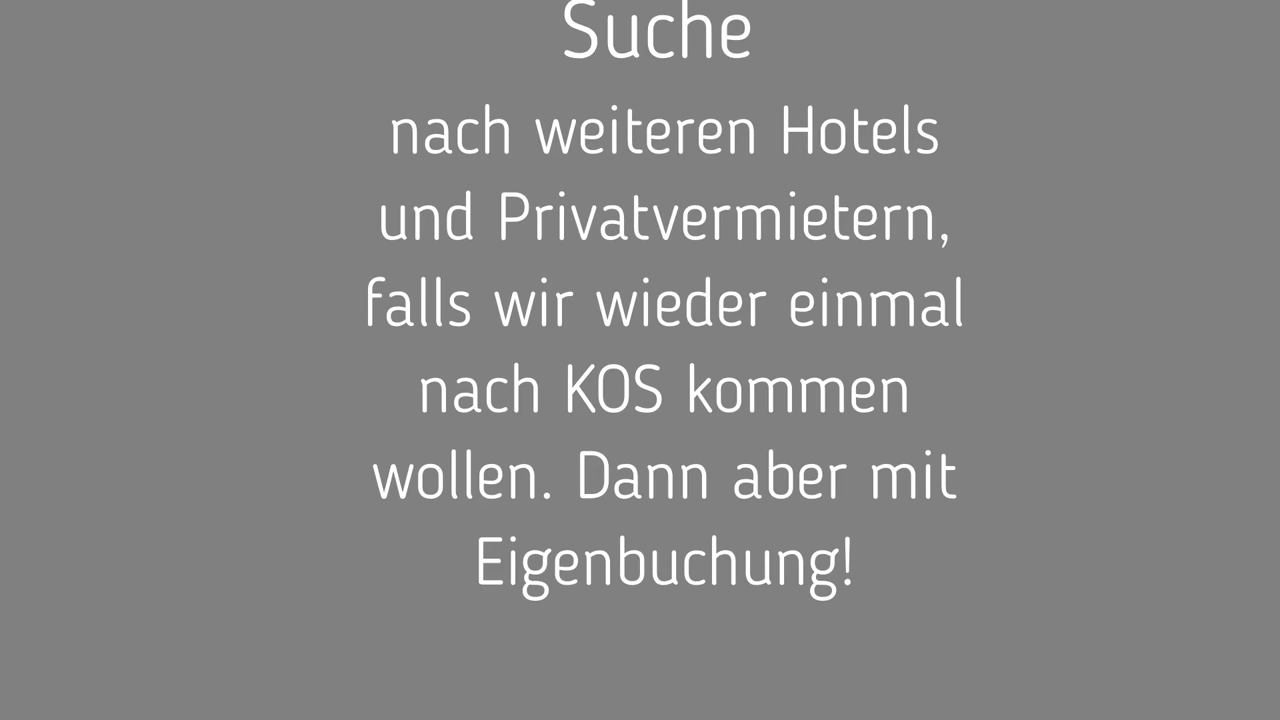 Suche
nach weiteren Hotels
und Privatvermietern,
falls wir wieder einmal
nach KOS kommen
wollen. Dann aber mit
Eigenbuchung!